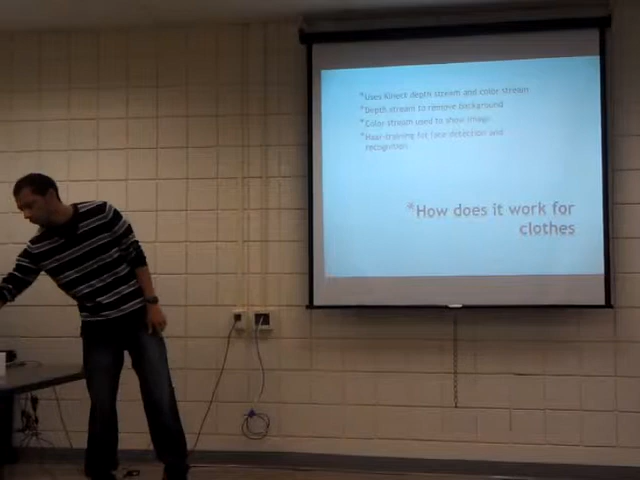 *Uses Kinect depth stream and color stream
*Depth stream to remove background
*Color stream used to show image
*Haar-training for face detection and
recognition
*How does it work for
clothes